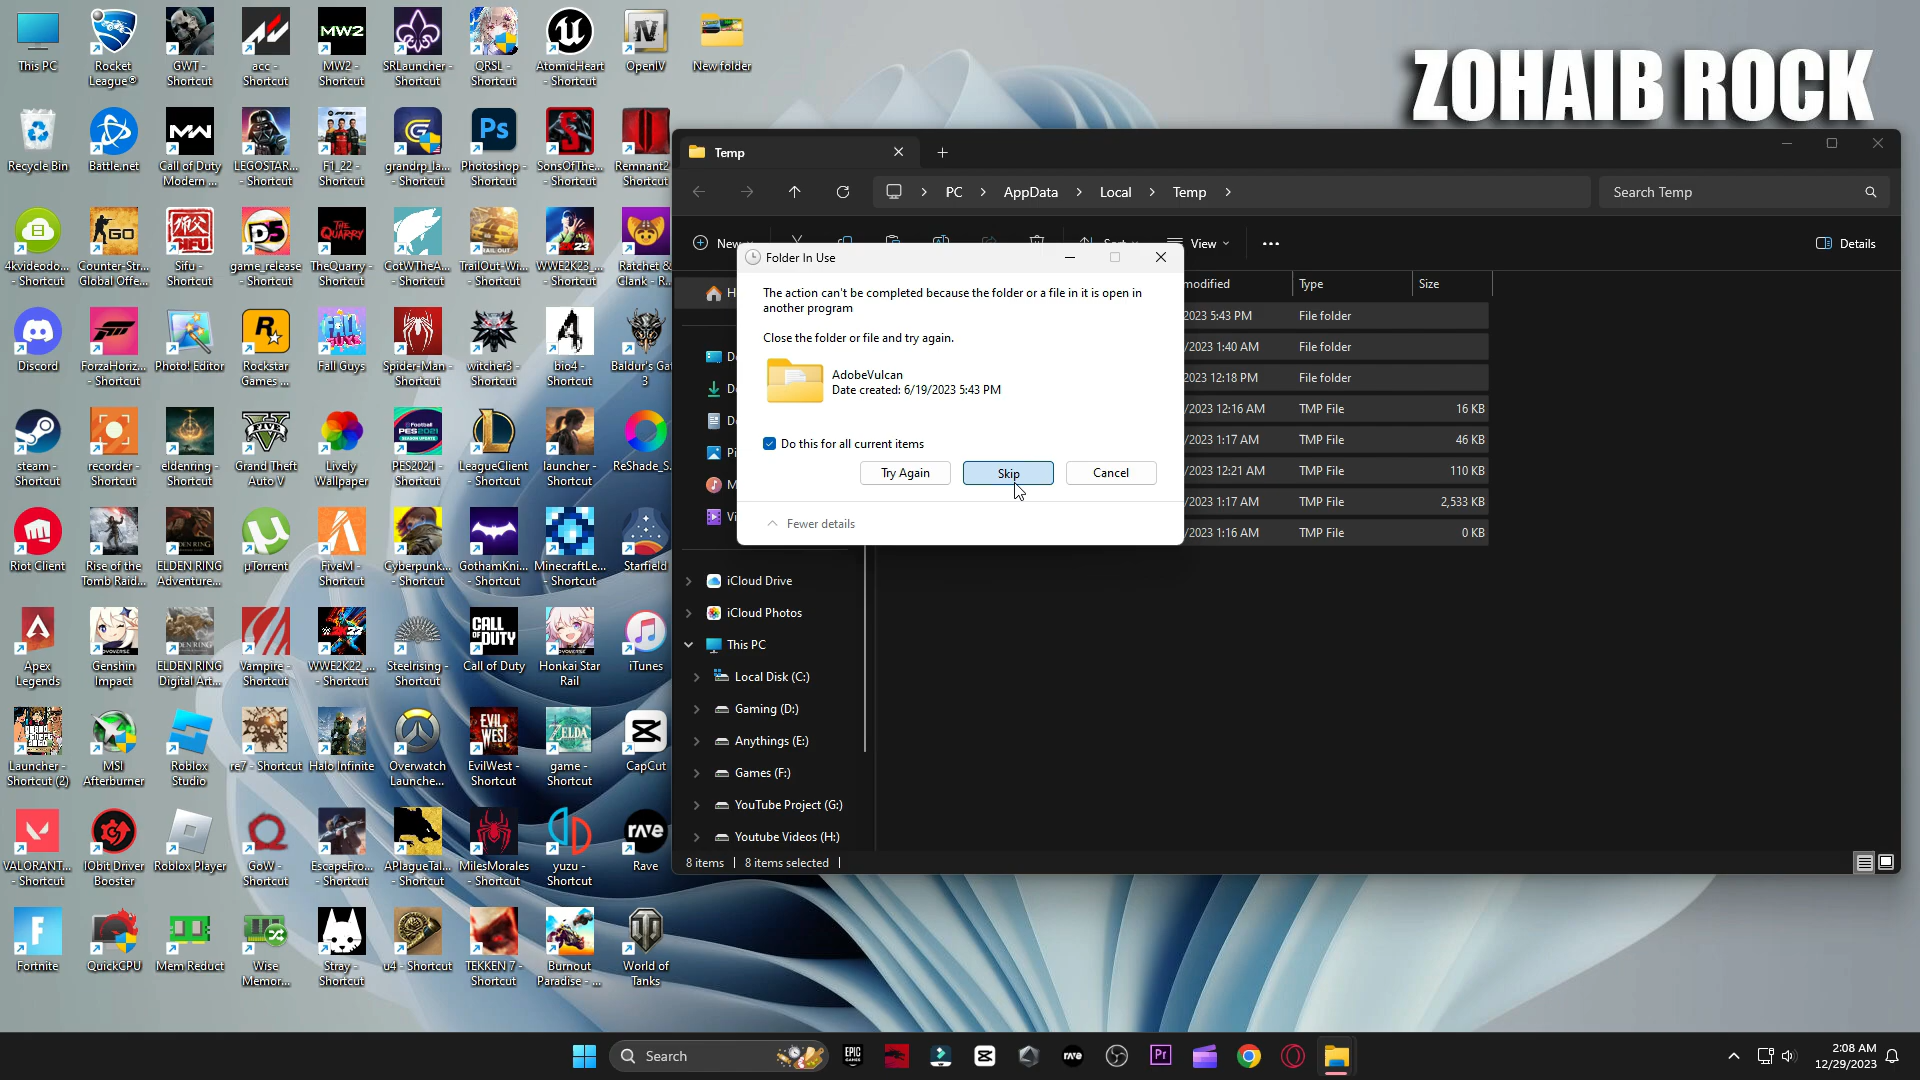 ZOHAIB ROCK
This PC
Rocket League®
GWT - Shortcut
acc - Shortcut
MW2 - Shortcut
SRLauncher - Shortcut
QRSL - Shortcut
AtomicHeart - Shortcut
OpenIV
New folder
Recycle Bin
Battle.net
Call of Duty Modern ...
LEGOSTAR... - Shortcut
F1_22 - Shortcut
grandrp_la... - Shortcut
Photoshop - Shortcut
SonsOfThe... - Shortcut
Remnant2 Shortcut
4kvideodo... - Shortcut
Counter-Str... Global Offe...
Sifu - Shortcut
game_release - Shortcut
TheQuarry - Shortcut
CotWTheA... - Shortcut
TrailOut-Wi... - Shortcut
WWE2K23_... - Shortcut
Ratchet & Clank - R...
Discord
ForzaHoriz... - Shortcut
Photo! Editor
Rockstar Games ...
Fall Guys
Spider-Man - Shortcut
witcher3 - Shortcut
bio4 - Shortcut
Baldur's Gat 3
steam - Shortcut
recorder - Shortcut
eldenring - Shortcut
Grand Theft Auto V
Lively Wallpaper
PES2021 - Shortcut
LeagueClient - Shortcut
launcher - Shortcut
ReShade_S...
Riot Client
Rise of the Tomb Raid...
ELDEN RING Adventure...
µTorrent
FiveM - Shortcut
Cyberpunk... - Shortcut
GothamKni... - Shortcut
MinecraftLe... - Shortcut
Starfield
Apex Legends
Genshin Impact
ELDEN RING Digital Art...
Vampire - Shortcut
WWE2K22_... - Shortcut
Steelrising - Shortcut
Call of Duty
Honkai Star Rail
iTunes
Launcher - Shortcut (2)
MSI Afterburner
Roblox Studio
re7 - Shortcut
Halo Infinite
Overwatch Launche...
EvilWest - Shortcut
game - Shortcut
CapCut
VALORANT... - Shortcut
IObit Driver Booster
Roblox Player
GoW - Shortcut
EscapeFro... - Shortcut
APlagueTal... - Shortcut
MilesMorales - Shortcut
yuzu - Shortcut
Rave
Fortnite
QuickCPU
Mem Reduct
Wise Memor...
Stray - Shortcut
u4 - Shortcut
TEKKEN 7 - Shortcut
Burnout Paradise - ...
World of Tanks
Temp
PC > AppData > Local > Temp >
Search Temp
New
Sort
View
Details
modified
Type
Size
2023 5:43 PM File folder
/2023 1:40 AM File folder
2023 12:18 PM File folder
/2023 12:16 AM TMP File 16 KB
/2023 1:17 AM TMP File 46 KB
/2023 12:21 AM TMP File 110 KB
/2023 1:17 AM TMP File 2,533 KB
/2023 1:16 AM TMP File 0 KB
Folder In Use
The action can't be completed because the folder or a file in it is open in
another program
Close the folder or file and try again.
AdobeVulcan
Date created: 6/19/2023 5:43 PM
Do this for all current items
Try Again
Skip
Cancel
Fewer details
iCloud Drive
iCloud Photos
This PC
Local Disk (C:)
Gaming (D:)
Anythings (E:)
Games (F:)
YouTube Project (G:)
Youtube Videos (H:)
8 items
8 items selected
Search
2:08 AM
12/29/2023